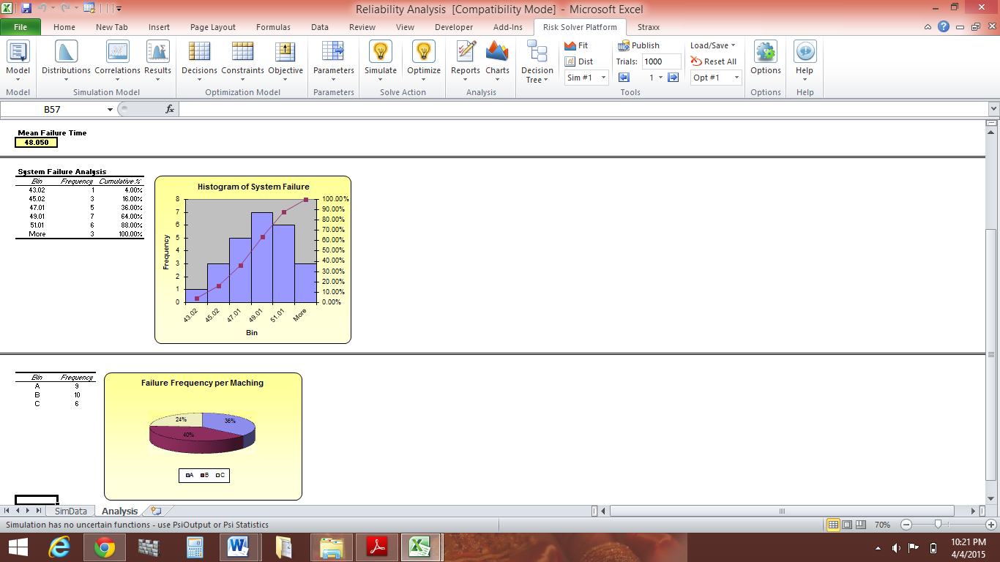 Reliability Analysis [Compatibility Mode] - Microsoft Excel
File Home New Tab Insert Page Layout Formulas Data Review View Developer Add-Ins Risk Solver Platform Straxx
Model Distributions Correlations Results Decisions Constraints Objective Parameters Simulate Optimize Reports Charts Decision Tree Fit Publish Load/Save Options Help
Dist Trials: 1000 Reset All
Sim #1 1 Opt #1
Model Simulation Model Optimization Model Parameters Solve Action Analysis Tools Options Help
B57 fx
Mean Failure Time
48.050
System Failure Analysis
Bin Frequency Cumulative %
43.02 1 4.00%
45.02 3 16.00%
47.01 5 36.00%
49.01 7 64.00%
51.01 6 88.00%
More 3 100.00%
Histogram of System Failure
Frequency
8
7
6
5
4
3
2
1
0
100.00%
90.00%
80.00%
70.00%
60.00%
50.00%
40.00%
30.00%
20.00%
10.00%
0.00%
43.02 45.02 47.01 49.01 51.01 More
Bin
Bin Frequency
A 9
B 10
C 6
Failure Frequency per Maching
24% 36%
40%
A B C
SimData Analysis
Simulation has no uncertain functions - use PsiOutput or Psi Statistics
70%
10:21 PM
4/4/2015